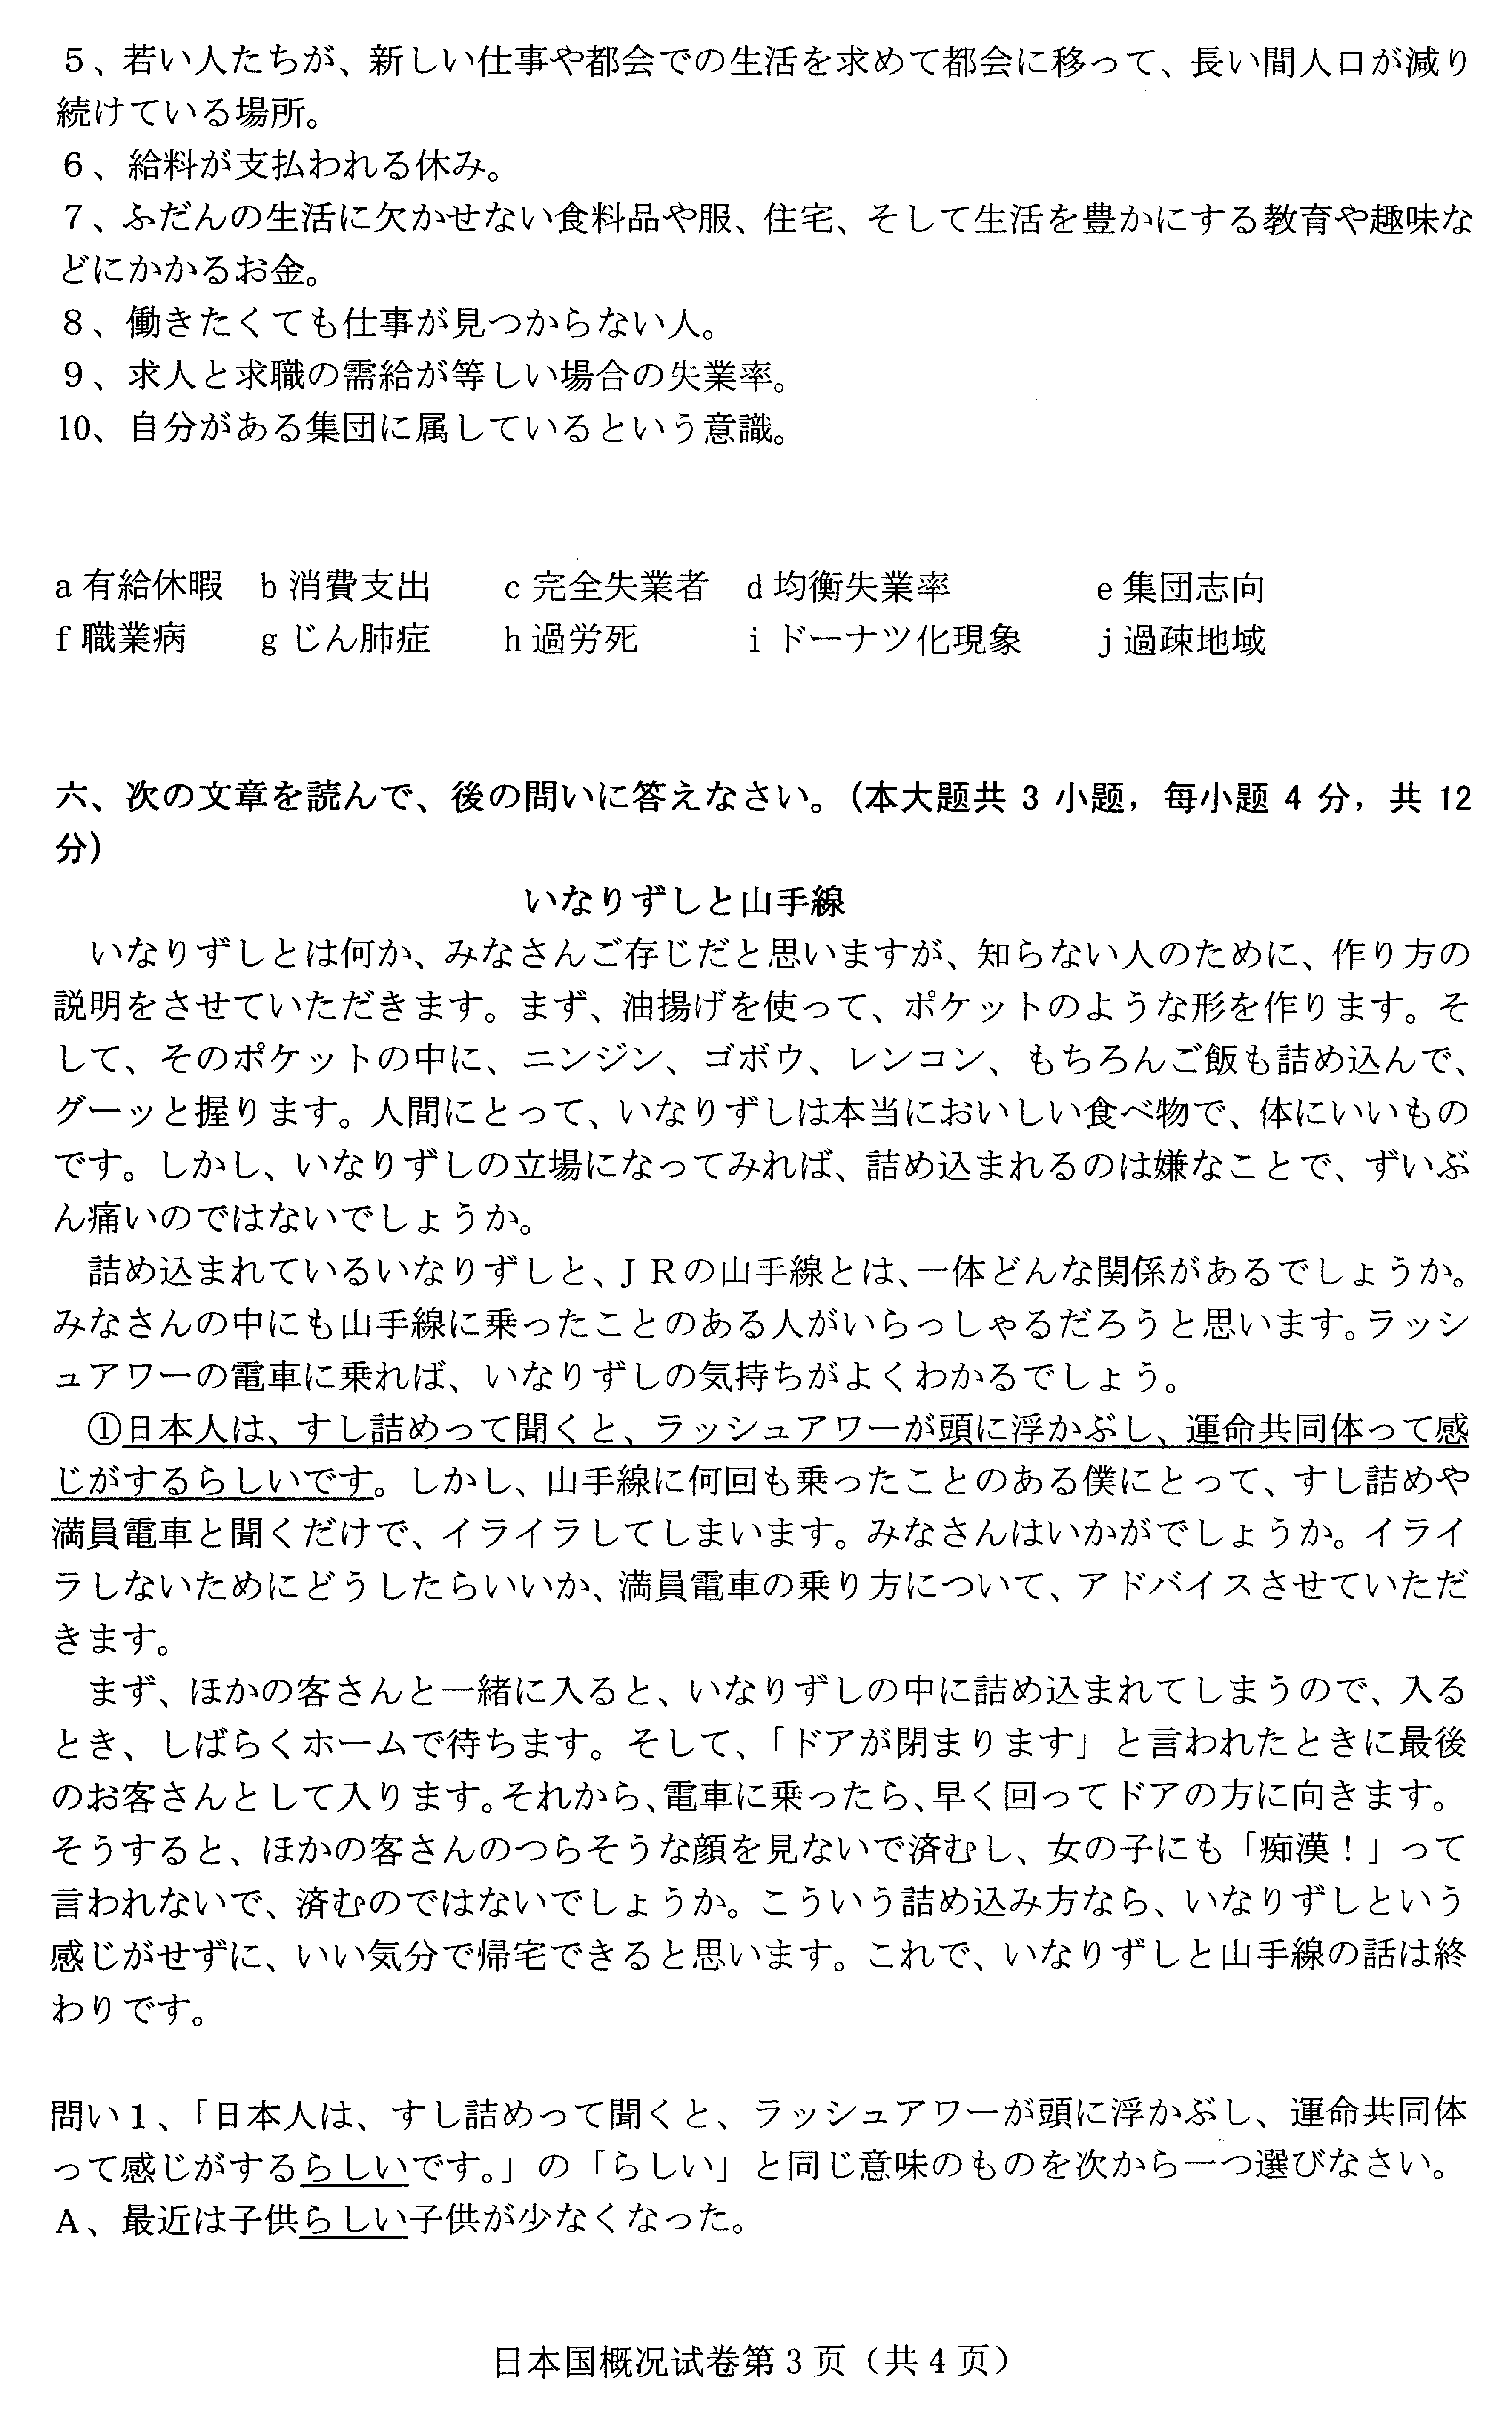 ５、若い人たちが、新しい仕事や都会での生活を求めて都会に移って、長い間人口が減り
続けている場所。
６、給料が支払われる休み。
７、ふだんの生活に欠かせない食料品や服、住宅、そして生活を豊かにする教育や趣味な
どにかかるお金。
８、働きたくても仕事が見つからない人。
９、求人と求職の需給が等しい場合の失業率。
10、自分がある集団に属しているという意識。
a 有給休暇　b 消費支出　c 完全失業者　d 均衡失業率　e 集団志向
f 職業病　g じん肺症　h 過労死　i ドーナツ化現象　j 過疎地域
六、次の文章を読んで、後の問いに答えなさい。（本大题共 3 小题，每小题 4 分，共 12
分）
いなりずしと山手線
いなりずしとは何か、みなさんご存じだと思いますが、知らない人のために、作り方の
説明をさせていただきます。まず、油揚げを使って、ポケットのような形を作ります。そ
して、そのポケットの中に、ニンジン、ゴボウ、レンコン、もちろんご飯も詰め込んで、
グーッと握ります。人間にとって、いなりずしは本当においしい食べ物で、体にいいもの
です。しかし、いなりずしの立場になってみれば、詰め込まれるのは嫌なことで、ずいぶ
ん痛いのではないでしょうか。
詰め込まれているいなりずしと、ＪＲの山手線とは、一体どんな関係があるでしょうか。
みなさんの中にも山手線に乗ったことのある人がいらっしゃるだろうと思います。ラッシ
ュアワーの電車に乗れば、いなりずしの気持ちがよくわかるでしょう。
①日本人は、すし詰めって聞くと、ラッシュアワーが頭に浮かぶし、運命共同体って感
じがするらしいです。しかし、山手線に何回も乗ったことのある僕にとって、すし詰めや
満員電車と聞くだけで、イライラしてしまいます。みなさんはいかがでしょうか。イライ
ラしないためにどうしたらいいか、満員電車の乗り方について、アドバイスさせていただ
きます。
まず、ほかの客さんと一緒に入ると、いなりずしの中に詰め込まれてしまうので、入る
とき、しばらくホームで待ちます。そして、「ドアが閉まります」と言われたときに最後
のお客さんとして入ります。それから、電車に乗ったら、早く回ってドアの方に向きます。
そうすると、ほかの客さんのつらそうな顔を見ないで済むし、女の子にも「痴漢！」って
言われないで、済むのではないでしょうか。こういう詰め込み方なら、いなりずしという
感じがせずに、いい気分で帰宅できると思います。これで、いなりずしと山手線の話は終
わりです。
問い１、「日本人は、すし詰めって聞くと、ラッシュアワーが頭に浮かぶし、運命共同体
って感じがするらしいです。」の「らしい」と同じ意味のものを次から一つ選びなさい。
Ａ、最近は子供らしい子供が少なくなった。
日本国概况试卷第 3 页（共 4 页）